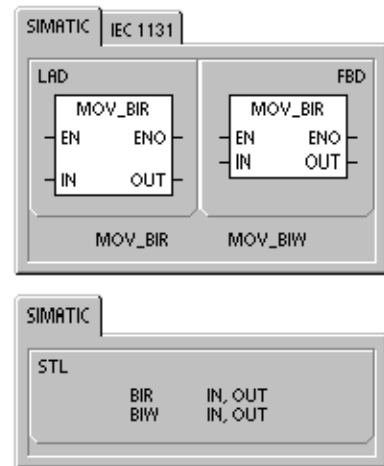 SIMATIC IEC 1131
LAD FBD
MOV_BIR MOV_BIR
EN ENO EN ENO
IN OUT IN OUT
MOV_BIR MOV_BIW
SIMATIC
STL
BIR IN, OUT
BIW IN, OUT